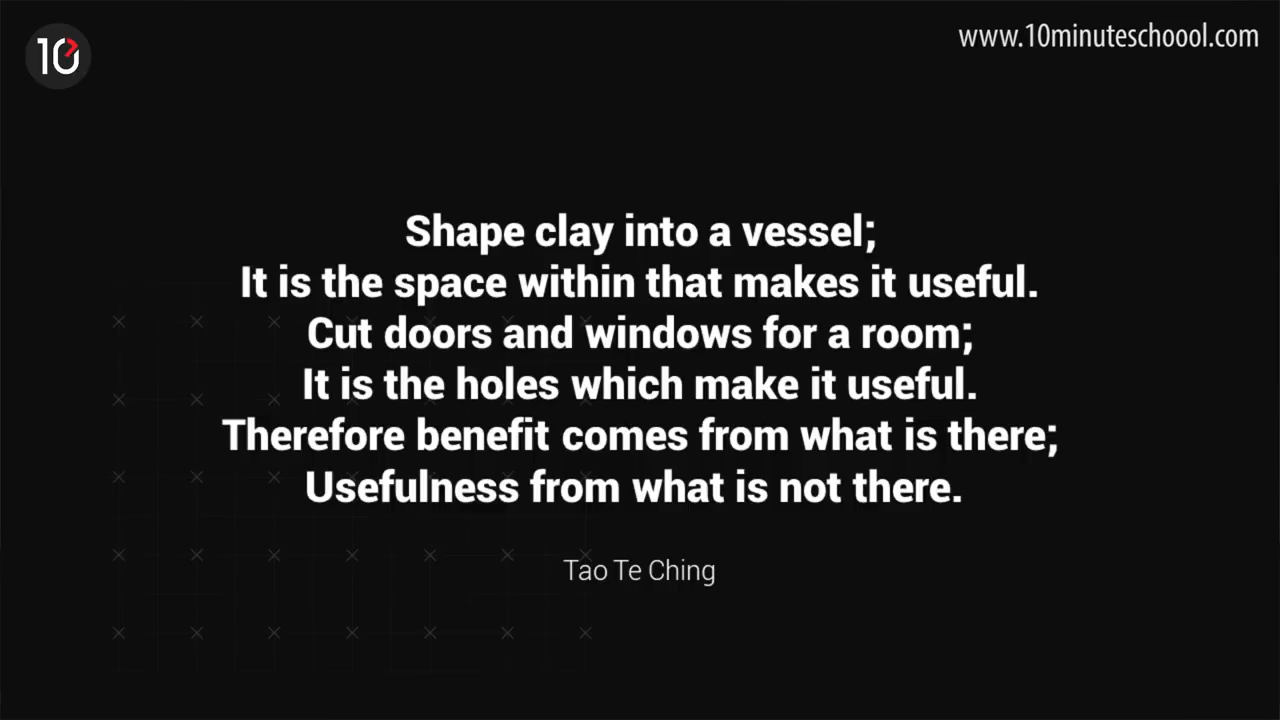 10
www.10minuteschoool.com
Shape clay into a vessel;
It is the space within that makes it useful.
Cut doors and windows for a room;
It is the holes which make it useful.
Therefore benefit comes from what is there;
Usefulness from what is not there.
Tao Te Ching